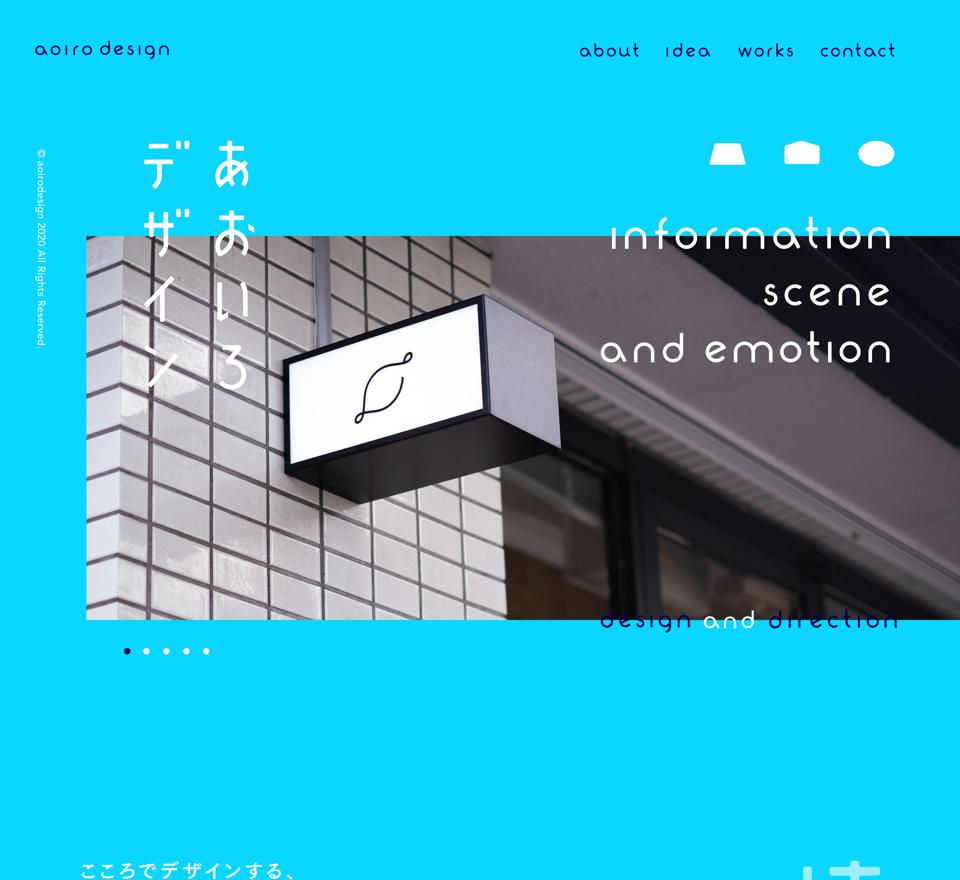 aoiro design
about idea works contact
© aoirodesign 2020 All Rights Reserved.
あおいろ
デザイン
information
scene
and emotion
design and direction
こころでデザインする、